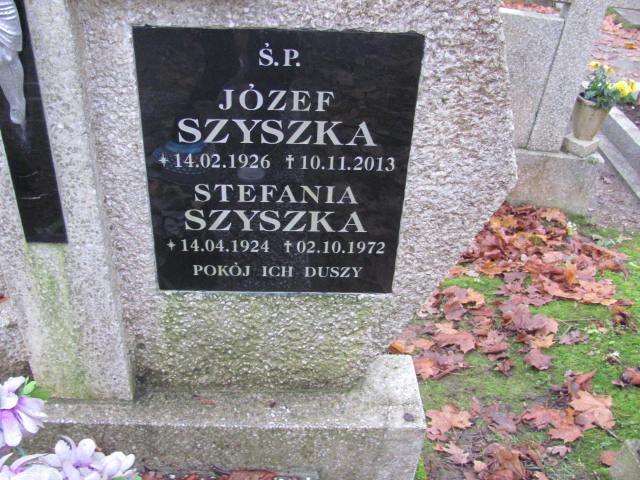 Ś.P.
JÓZEF
SZYSZKA
✶14.02.1926 ✝10.11.2013
STEFANIA
SZYSZKA
✶14.04.1924 ✝02.10.1972
POKÓJ ICH DUSZY